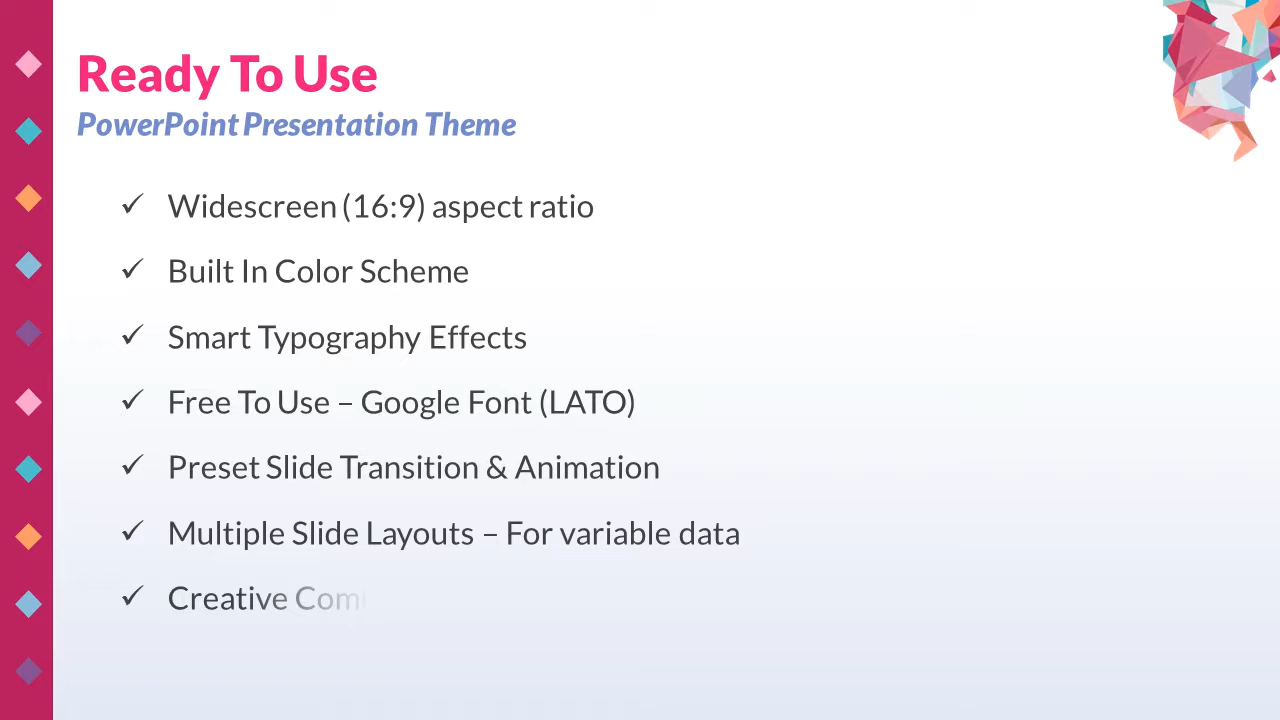 Ready To Use
PowerPoint Presentation Theme
Widescreen (16:9) aspect ratio
Built In Color Scheme
Smart Typography Effects
Free To Use – Google Font (LATO)
Preset Slide Transition & Animation
Multiple Slide Layouts – For variable data
Creative